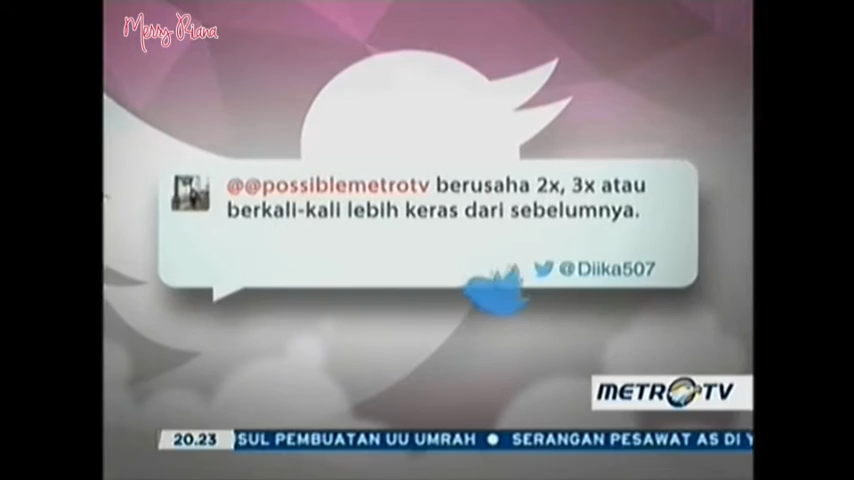 Merry Riana
@@possiblemetrotv berusaha 2x, 3x atau
berkali-kali lebih keras dari sebelumnya.
@Diika507
METRO TV
20.23 SUL PEMBUATAN UU UMRAH ● SERANGAN PESAWAT AS DI Y